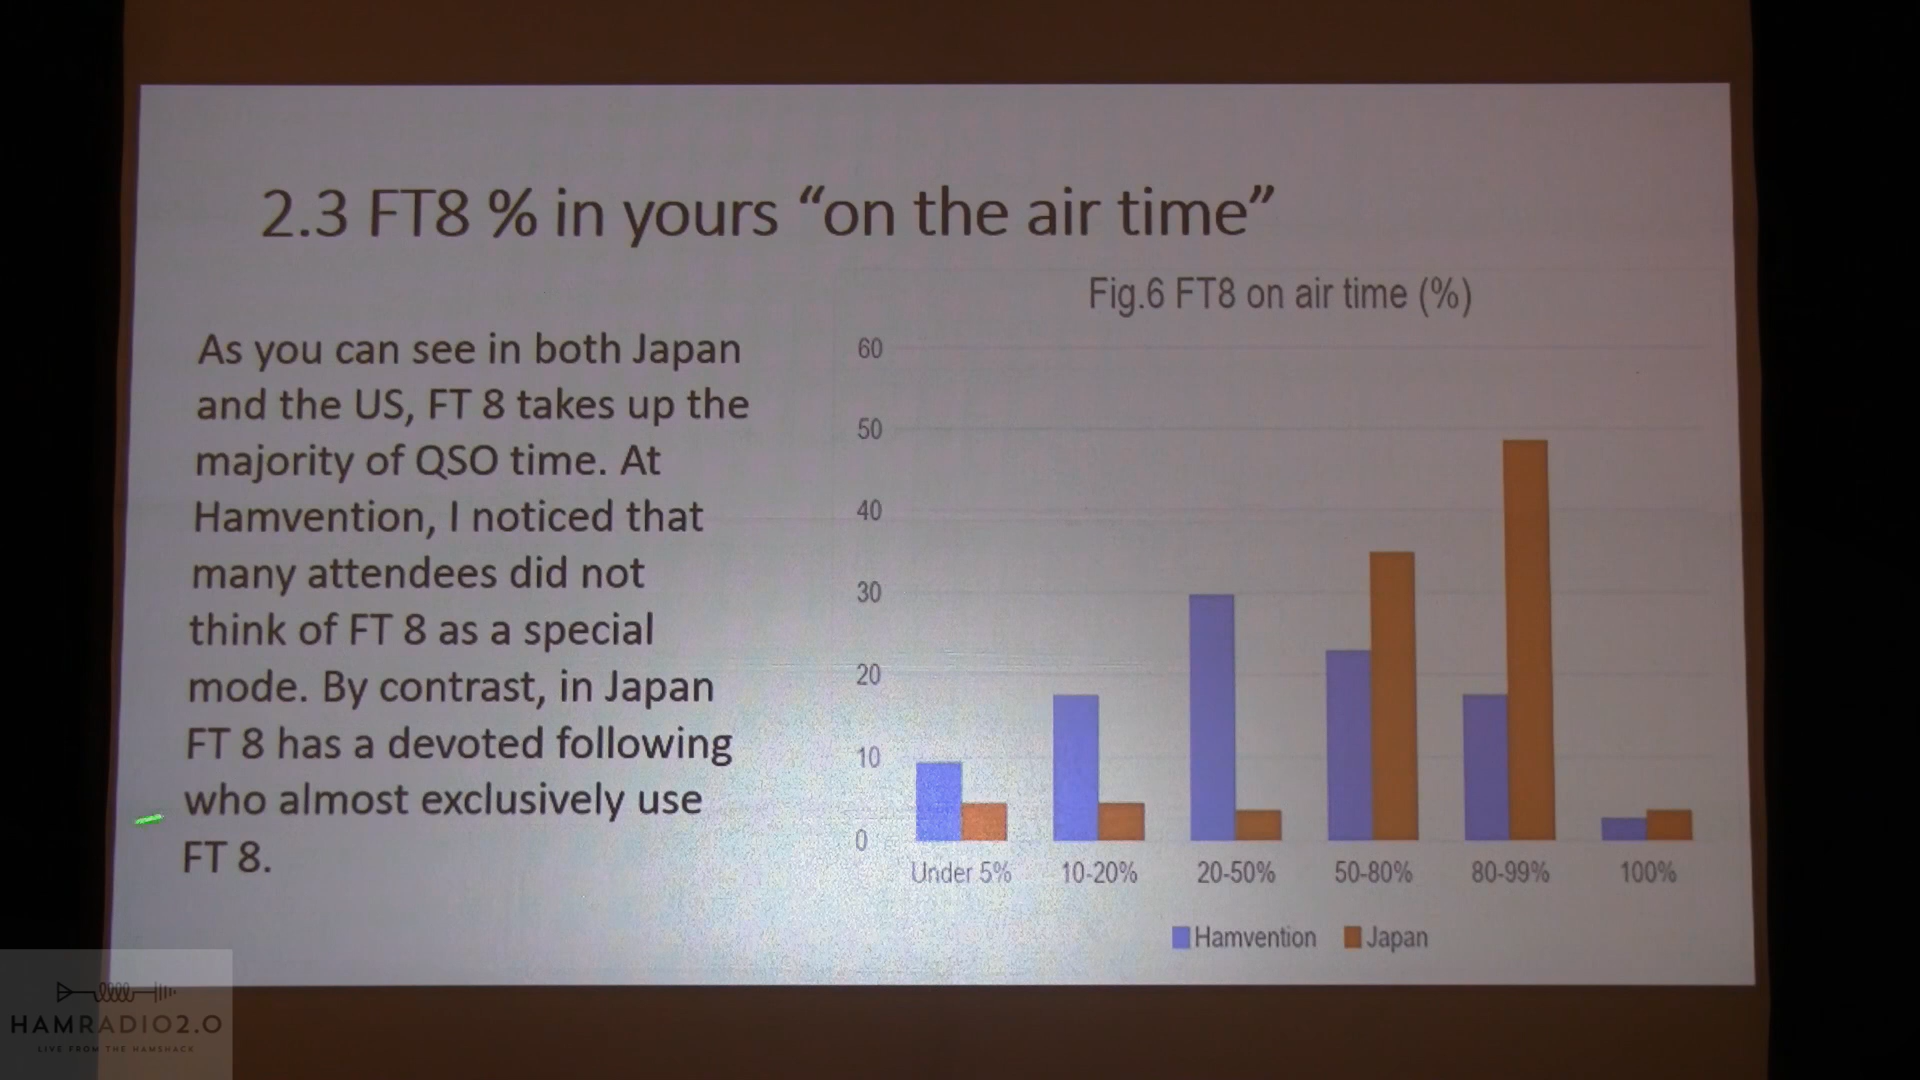 2.3 FT8 % in yours “on the air time”
As you can see in both Japan
and the US, FT 8 takes up the
majority of QSO time. At
Hamvention, I noticed that
many attendees did not
think of FT 8 as a special
mode. By contrast, in Japan
FT 8 has a devoted following
who almost exclusively use
FT 8.
Fig.6 FT8 on air time (%)
60
50
40
30
20
10
0
Under 5% 10-20% 20-50% 50-80% 80-99% 100%
Hamvention Japan
HAMRADIO2.0
LIVE FROM THE HAMSHACK